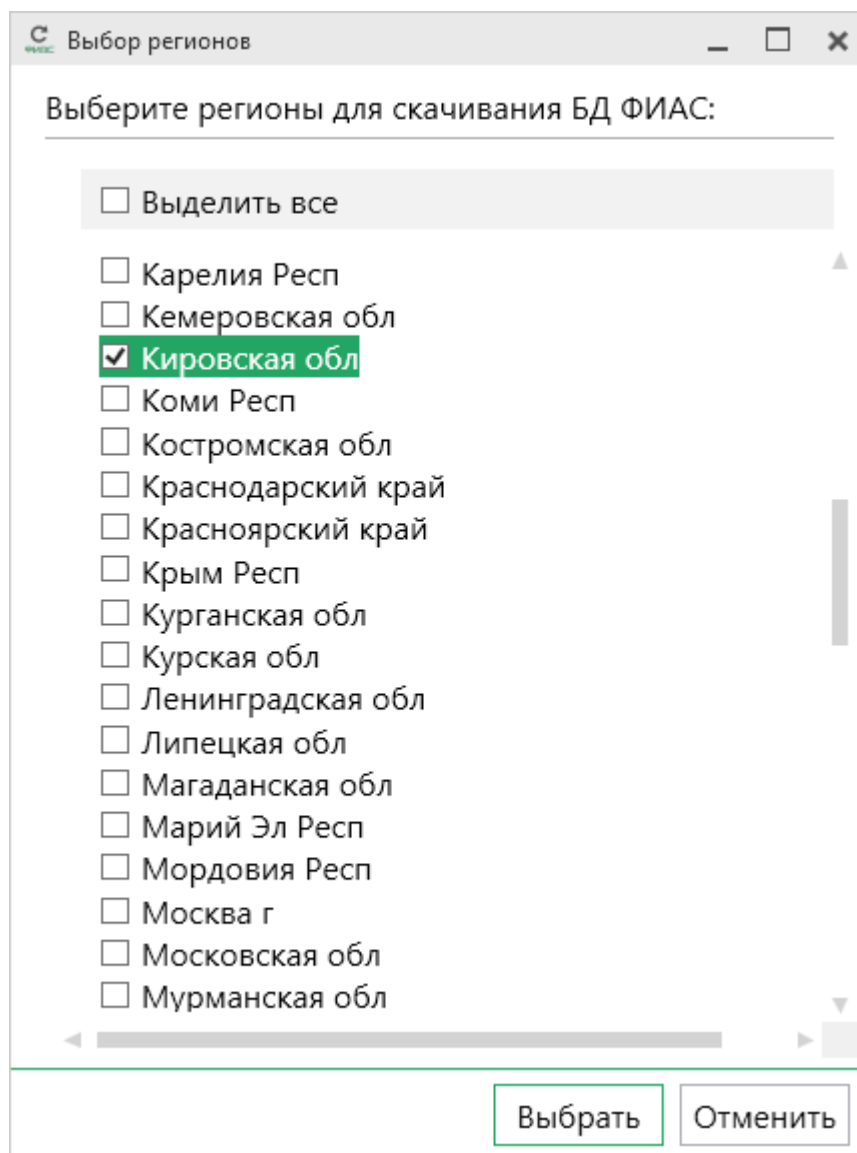 ФИАС
Выбор регионов
Выберите регионы для скачивания БД ФИАС:
Выделить все
Карелия Респ
Кемеровская обл
Кировская обл
Коми Респ
Костромская обл
Краснодарский край
Красноярский край
Крым Респ
Курганская обл
Курская обл
Ленинградская обл
Липецкая обл
Магаданская обл
Марий Эл Респ
Мордовия Респ
Москва г
Московская обл
Мурманская обл
Выбрать
Отменить